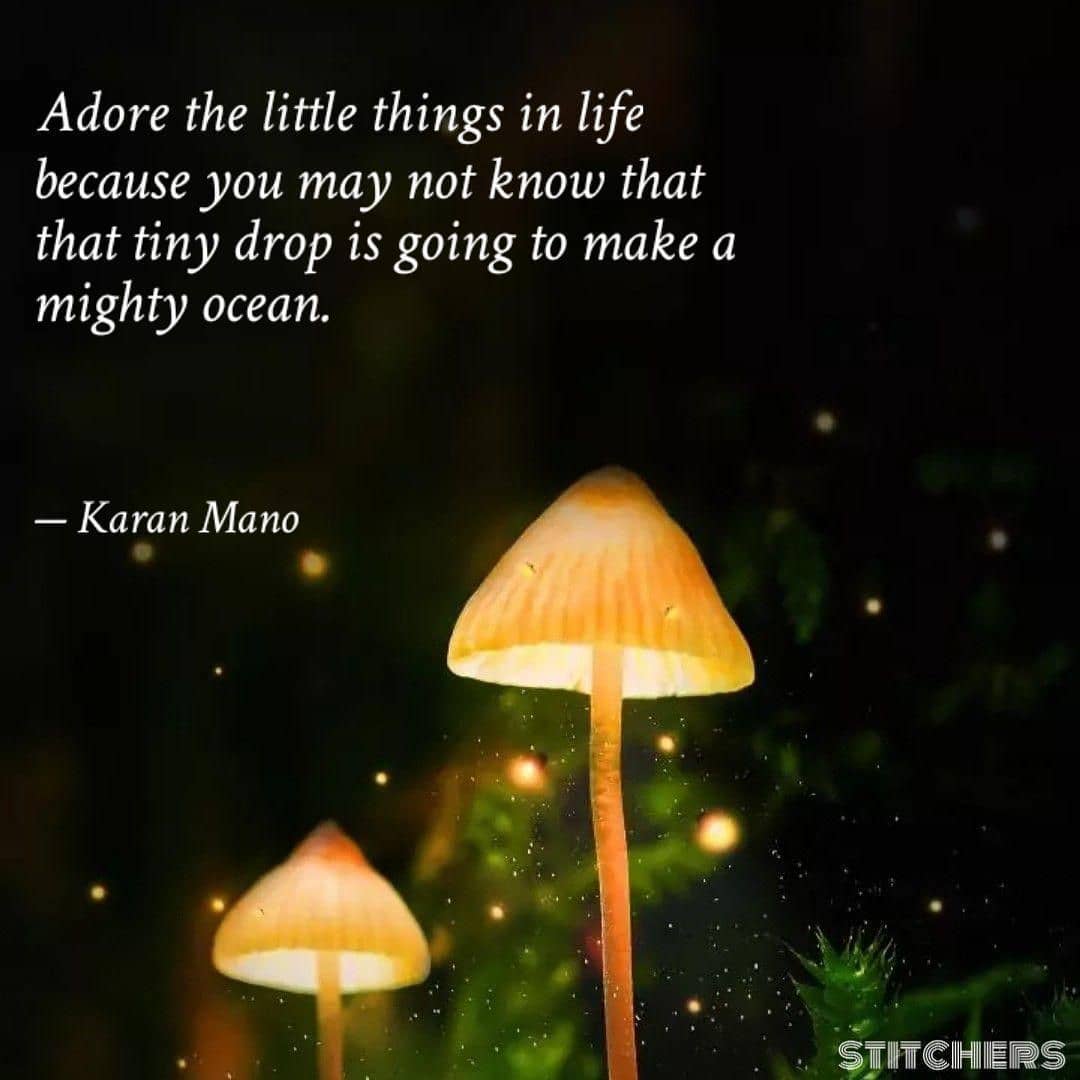 Adore the little things in life
because you may not know that
that tiny drop is going to make a
mighty ocean.
— Karan Mano
STITCHERS